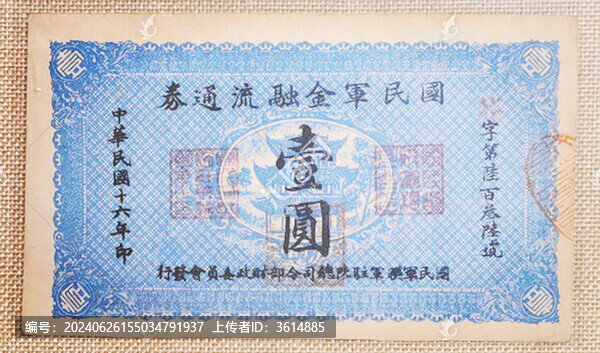 國民軍金融流通券
字第陸百叁陸號
壹圓
中華民國十六年印
國民軍聯軍駐陝總司令部財政委員會發行
編号：20240626155034791937 上传者ID：3614885